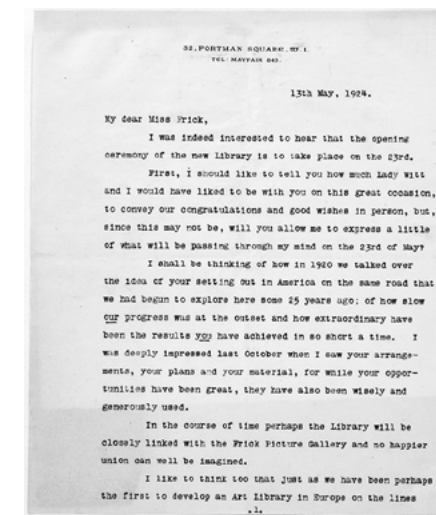 32, PORTMAN SQUARE, W. 1.
TEL: MAYFAIR 843.
13th May, 1924.
My dear Miss Frick,
I was indeed interested to hear that the opening
ceremony of the new Library is to take place on the 23rd.
First, I should like to tell you how much Lady Witt
and I would have liked to be with you on this great occasion,
to convey our congratulations and good wishes in person, but,
since this may not be, will you allow me to express a little
of what will be passing through my mind on the 23rd of May?
I shall be thinking of how in 1920 we talked over
the idea of your setting out in America on the same road that
we had begun to explore here some 25 years ago; of how slow
our progress was at the outset and how extraordinary have
been the results you have achieved in so short a time. I
was deeply impressed last October when I saw your arrange-
ments, your plans and your material, for while your oppor-
tunities have been great, they have also been wisely and
generously used.
In the course of time perhaps the Library will be
closely linked with the Frick Picture Gallery and no happier
union can well be imagined.
I like to think too that just as we have been perhaps
the first to develop an Art Library in Europe on the lines
.1.